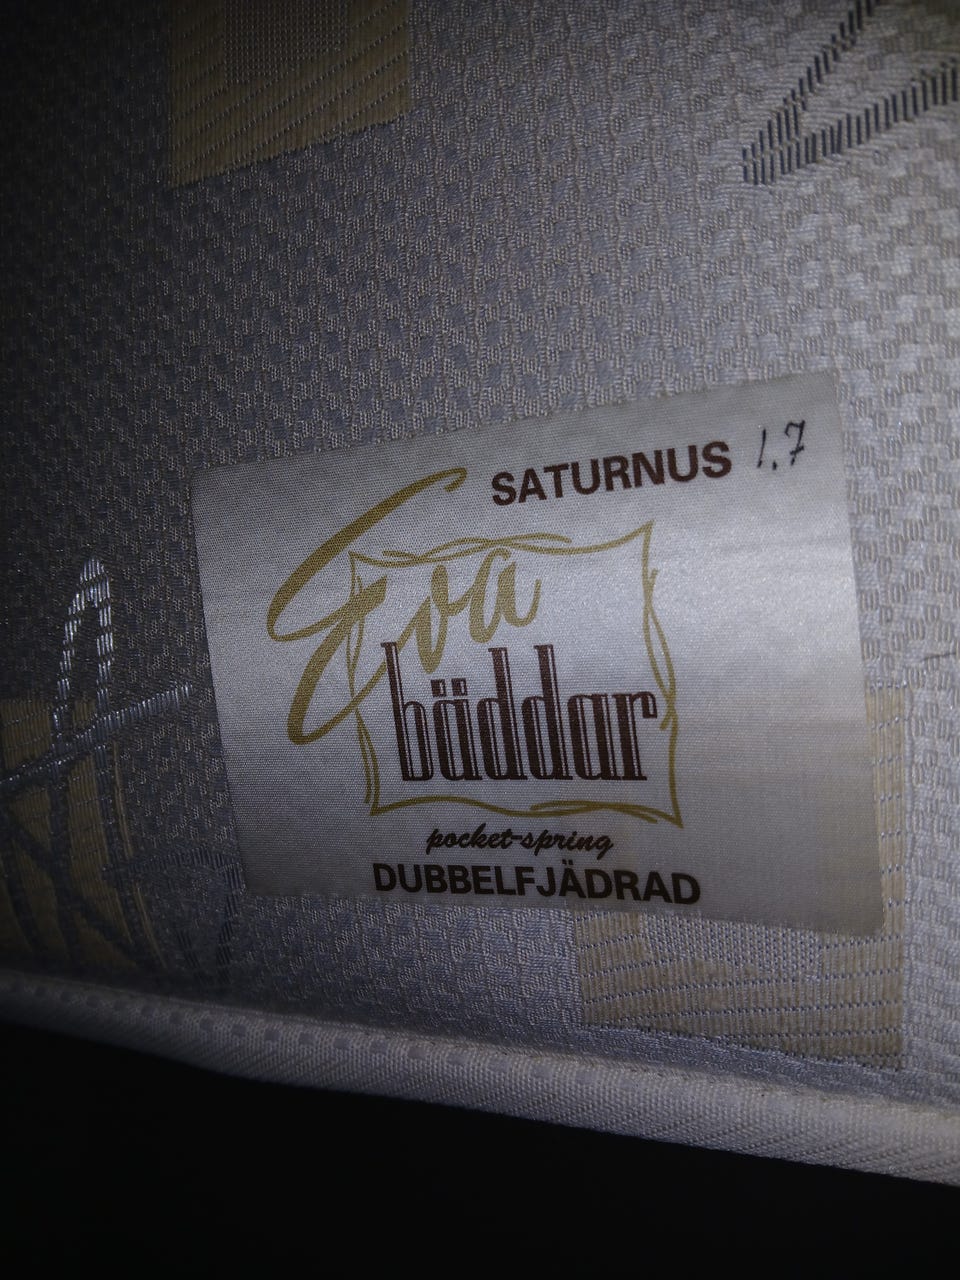 SATURNUS 1.7
Eva
bäddar
pocket-spring
DUBBELFJÄDRAD